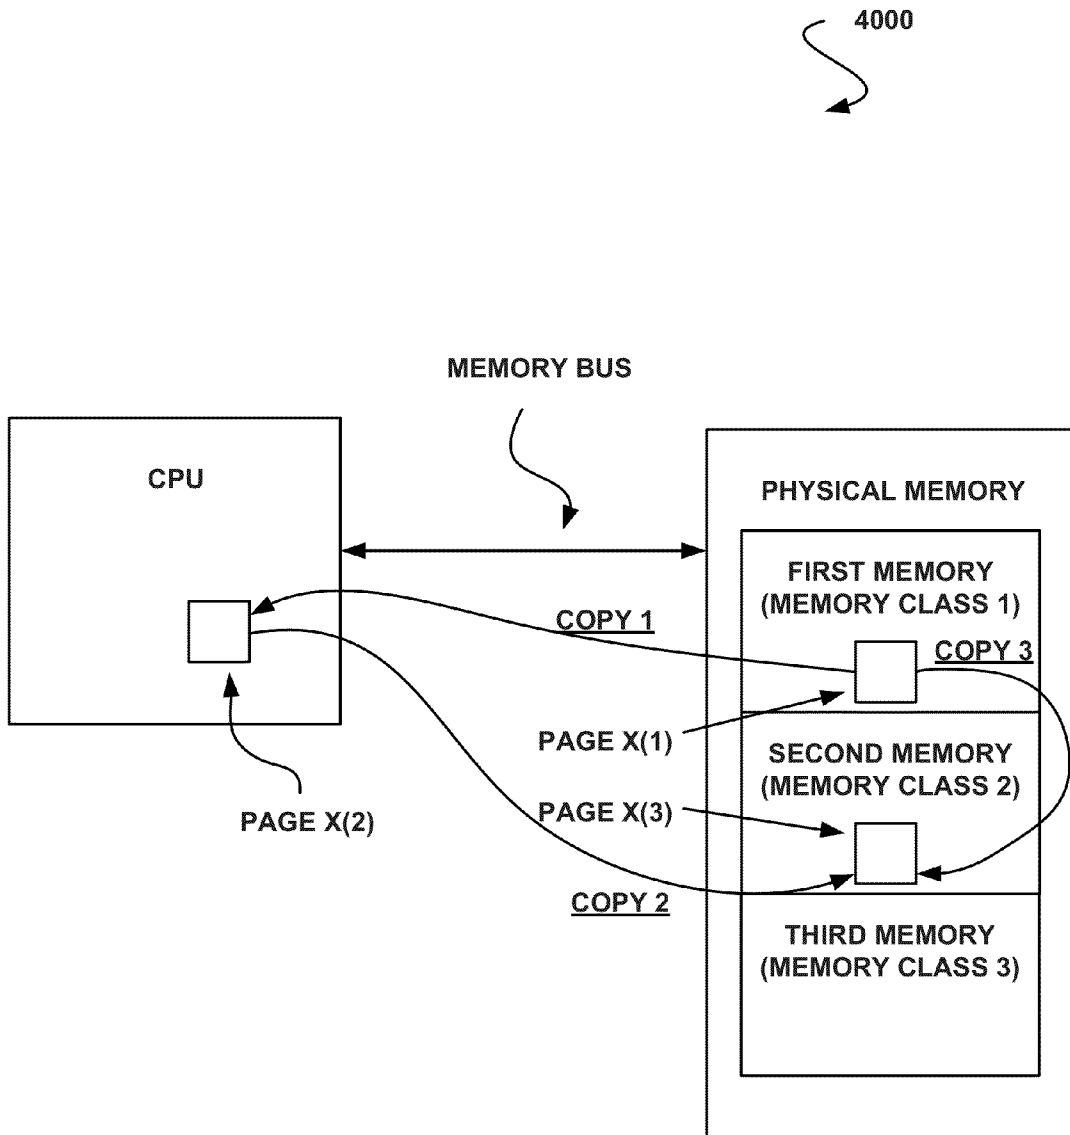 4000
MEMORY BUS
CPU
PHYSICAL MEMORY
FIRST MEMORY
(MEMORY CLASS 1)
COPY 1
COPY 3
PAGE X(1)
SECOND MEMORY
(MEMORY CLASS 2)
PAGE X(3)
PAGE X(2)
COPY 2
THIRD MEMORY
(MEMORY CLASS 3)